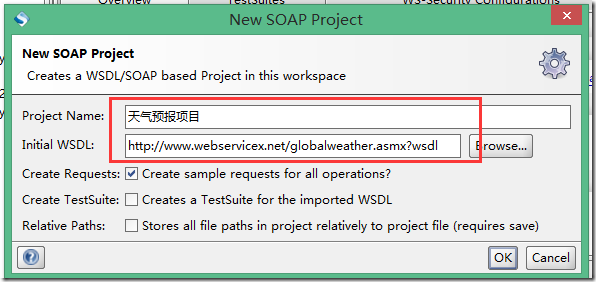 Overview
TestSuites
WS-Security Configurations
New SOAP Project
New SOAP Project
Creates a WSDL/SOAP based Project in this workspace
Project Name: 天气预报项目
Initial WSDL: http://www.webservicex.net/globalweather.asmx?wsdl Browse...
Create Requests: Create sample requests for all operations?
Create TestSuite: Creates a TestSuite for the imported WSDL
Relative Paths: Stores all file paths in project relatively to project file (requires save)
OK Cancel